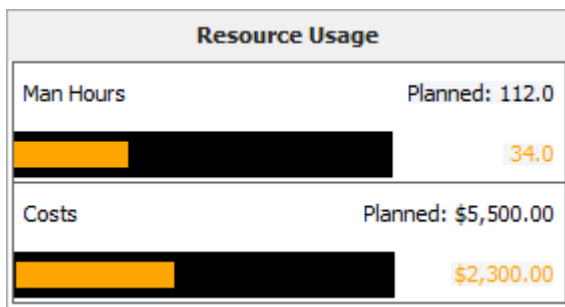 Resource Usage
Man Hours Planned: 112.0
34.0
Costs Planned: $5,500.00
$2,300.00